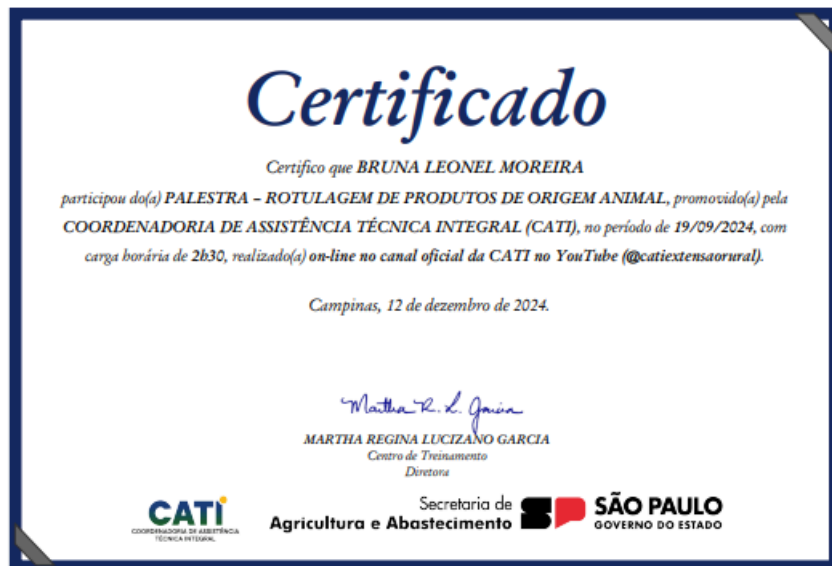 Certificado
Certifico que BRUNA LEONEL MOREIRA
participou do(a) PALESTRA – ROTULAGEM DE PRODUTOS DE ORIGEM ANIMAL, promovido(a) pela
COORDENADORIA DE ASSISTÊNCIA TÉCNICA INTEGRAL (CATI), no período de 19/09/2024, com
carga horária de 2h30, realizado(a) on-line no canal oficial da CATI no YouTube (@catiextensaorural).
Campinas, 12 de dezembro de 2024.
Martha R. L. Garcia
MARTHA REGINA LUCIZANO GARCIA
Centro de Treinamento
Diretora
CATI
COORDENADORIA DE ASSISTÊNCIA
TÉCNICA INTEGRAL
Secretaria de
Agricultura e Abastecimento
SÃO PAULO
GOVERNO DO ESTADO